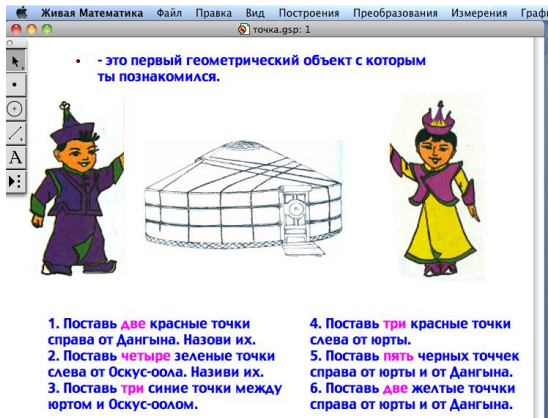 Живая Математика Файл Правка Вид Построения Преобразования Измерения Граф
точка.gsp: 1
- это первый геометрический объект с которым
ты познакомился.
A
1. Поставь две красные точки
справа от Дангына. Назови их.
2. Поставь четыре зеленые точки
слева от Оскус-оола. Називи их.
3. Поставь три синие точки между
юртом и Оскус-оолом.
4. Поставь три красные точки
слева от юрты.
5. Поставь пять черных точчек
справа от юрты и от Дангына.
6. Поставь две желтые точчки
справа от юрты и от Дангына.